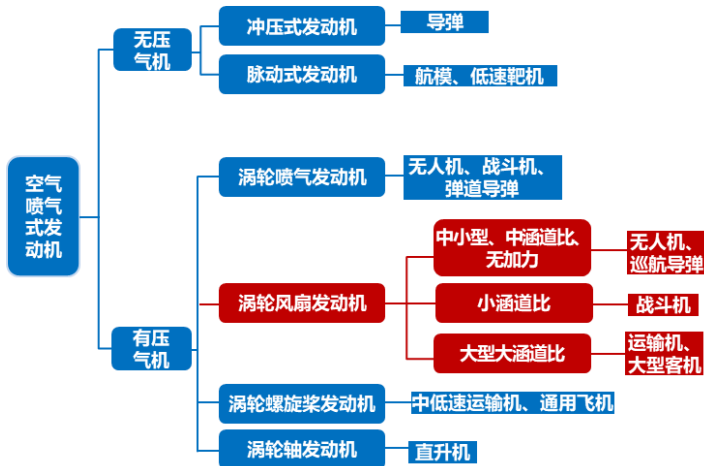 空气
喷气
式发
动机
无压
气机
冲压式发动机
导弹
脉动式发动机
航模、低速靶机
有压
气机
涡轮喷气发动机
无人机、战斗机、
弹道导弹
涡轮风扇发动机
中小型、中涵道比、
无加力
无人机、
巡航导弹
小涵道比
战斗机
大型大涵道比
运输机、
大型客机
涡轮螺旋桨发动机
中低速运输机、通用飞机
涡轮轴发动机
直升机